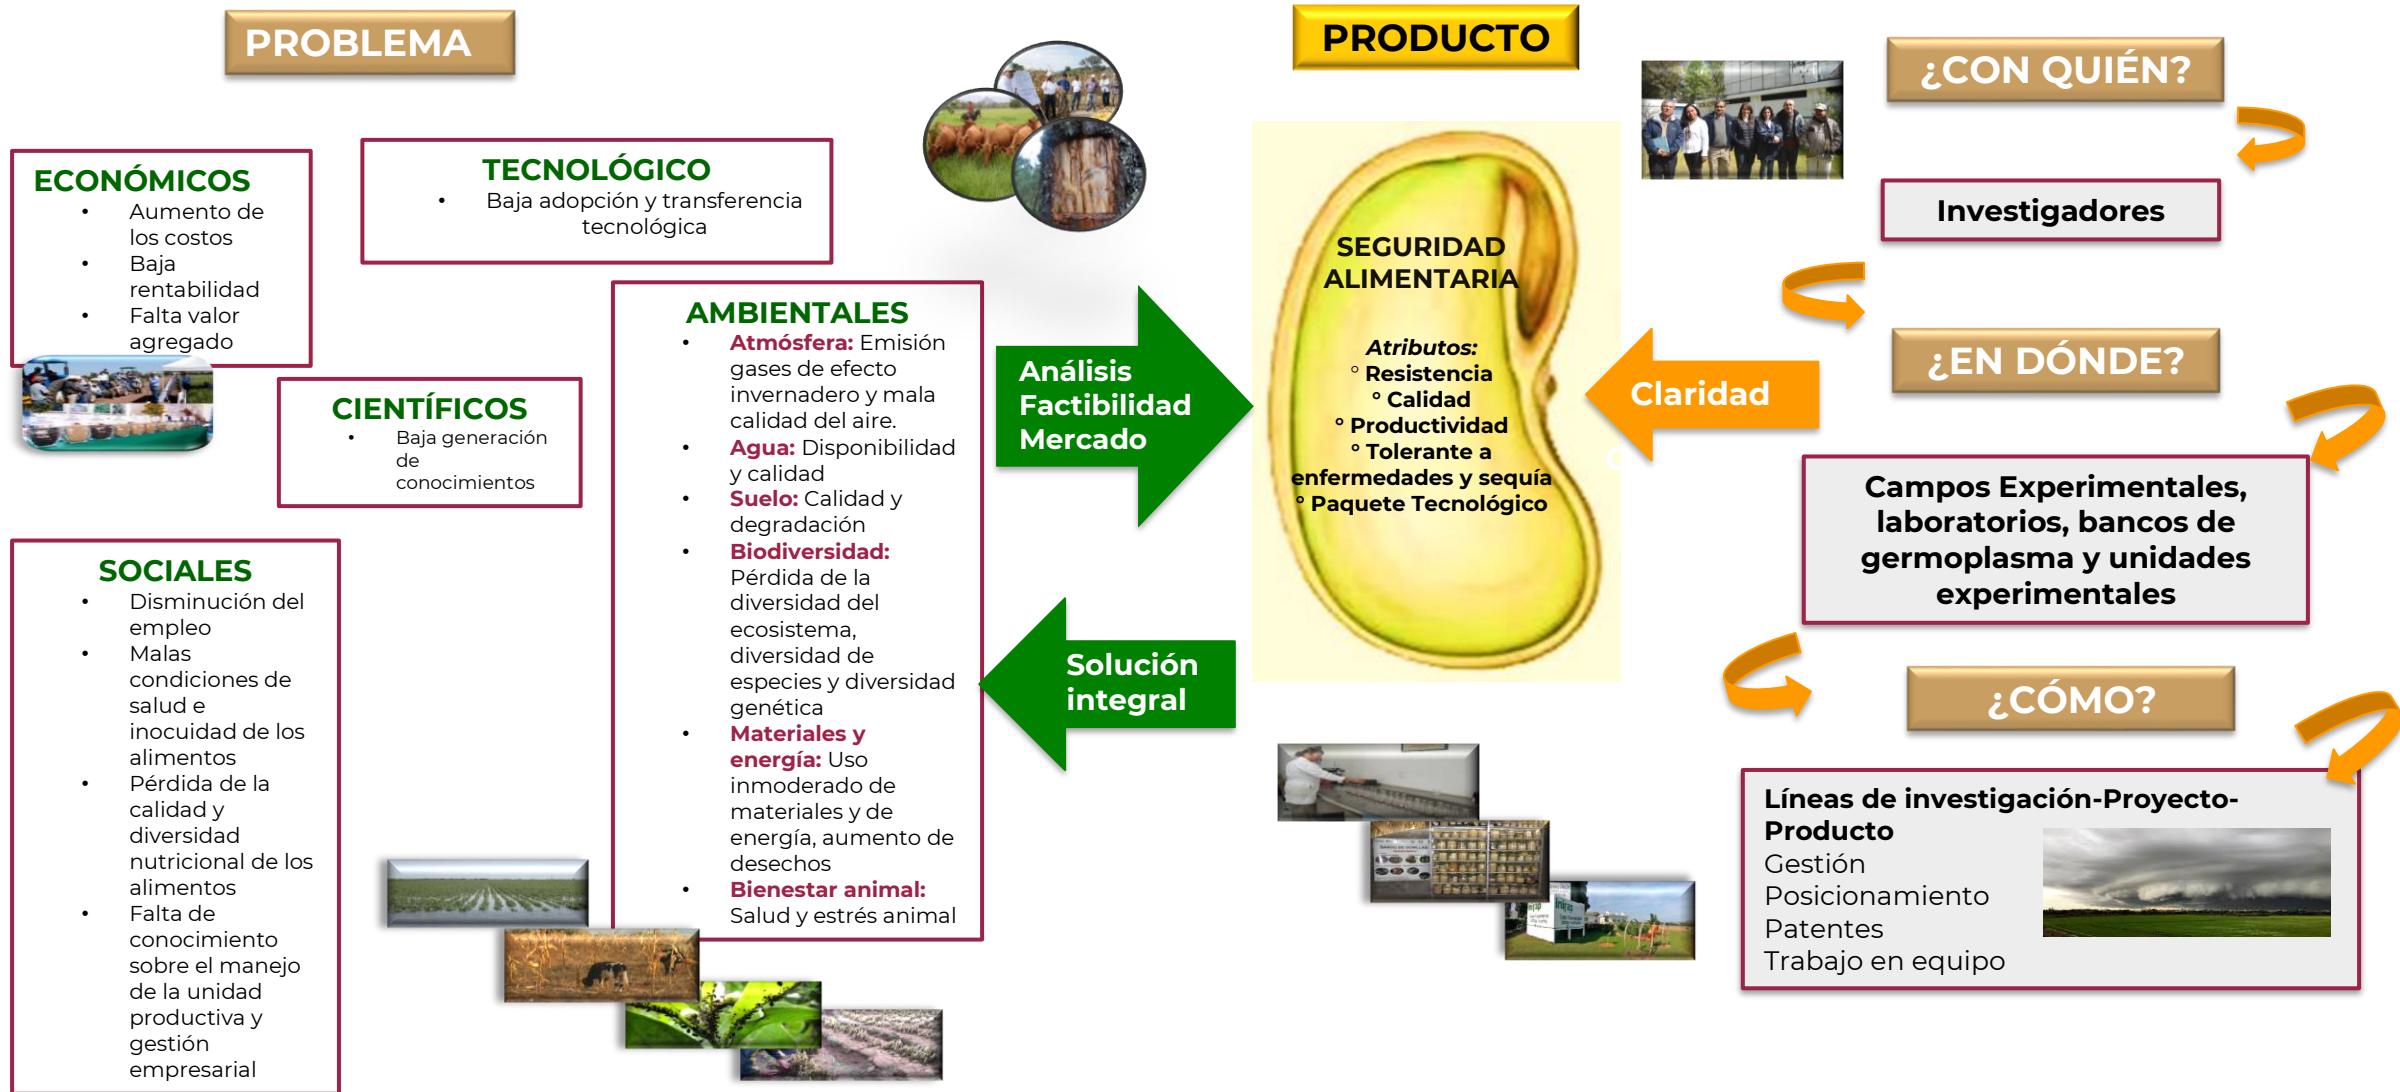 PROBLEMA
ECONÓMICOS
• Aumento de
los costos
• Baja
rentabilidad
• Falta valor
agregado
TECNOLÓGICO
• Baja adopción y transferencia
tecnológica
CIENTÍFICOS
• Baja generación
de
conocimientos
SOCIALES
• Disminución del
empleo
• Malas
condiciones de
salud e
inocuidad de los
alimentos
• Pérdida de la
calidad y
diversidad
nutricional de los
alimentos
• Falta de
conocimiento
sobre el manejo
de la unidad
productiva y
gestión
empresarial
AMBIENTALES
• Atmósfera: Emisión
gases de efecto
invernadero y mala
calidad del aire.
• Agua: Disponibilidad
y calidad
• Suelo: Calidad y
degradación
• Biodiversidad:
Pérdida de la
diversidad del
ecosistema,
diversidad de
especies y diversidad
genética
• Materiales y
energía: Uso
inmoderado de
materiales y de
energía, aumento de
desechos
• Bienestar animal:
Salud y estrés animal
Análisis
Factibilidad
Mercado
Solución
integral
PRODUCTO
SEGURIDAD
ALIMENTARIA
Atributos:
° Resistencia
° Calidad
° Productividad
° Tolerante a
enfermedades y sequía
° Paquete Tecnológico
Claridad
¿CON QUIÉN?
Investigadores
¿EN DÓNDE?
Campos Experimentales,
laboratorios, bancos de
germoplasma y unidades
experimentales
¿CÓMO?
Líneas de investigación-Proyecto-
Producto
Gestión
Posicionamiento
Patentes
Trabajo en equipo
inifap